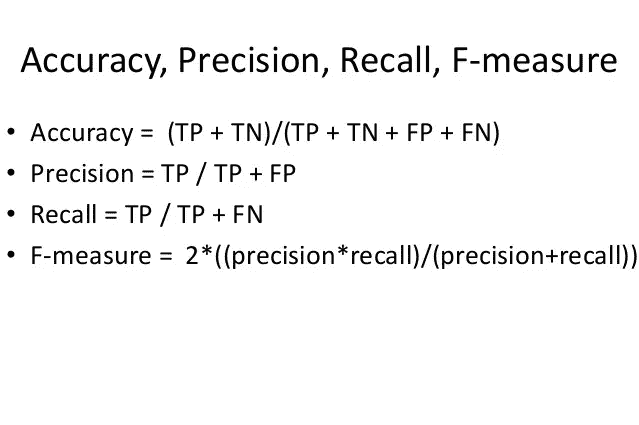 Accuracy, Precision, Recall, F-measure
• Accuracy = (TP + TN)/(TP + TN + FP + FN)
• Precision = TP / TP + FP
• Recall = TP / TP + FN
• F-measure = 2*((precision*recall)/(precision+recall))